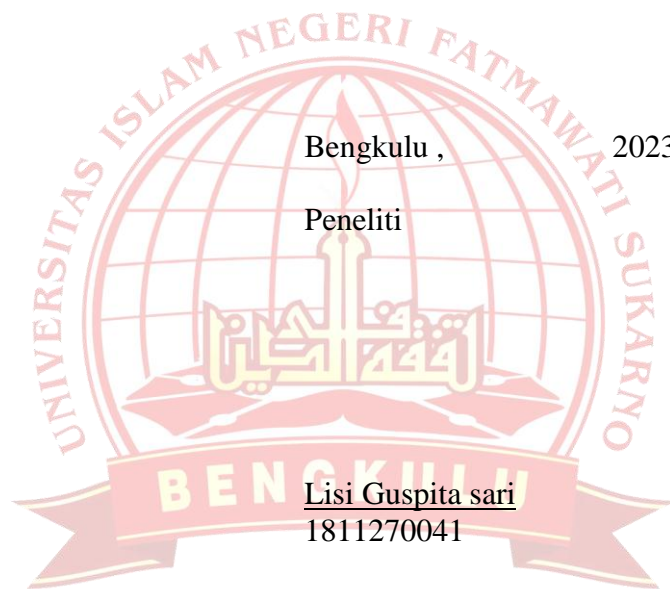 UNIVERSITAS ISLAM NEGERI FATMAWATI SUKARNO
Bengkulu , 2023
Peneliti
BENGKULU
Lisi Guspita sari
1811270041